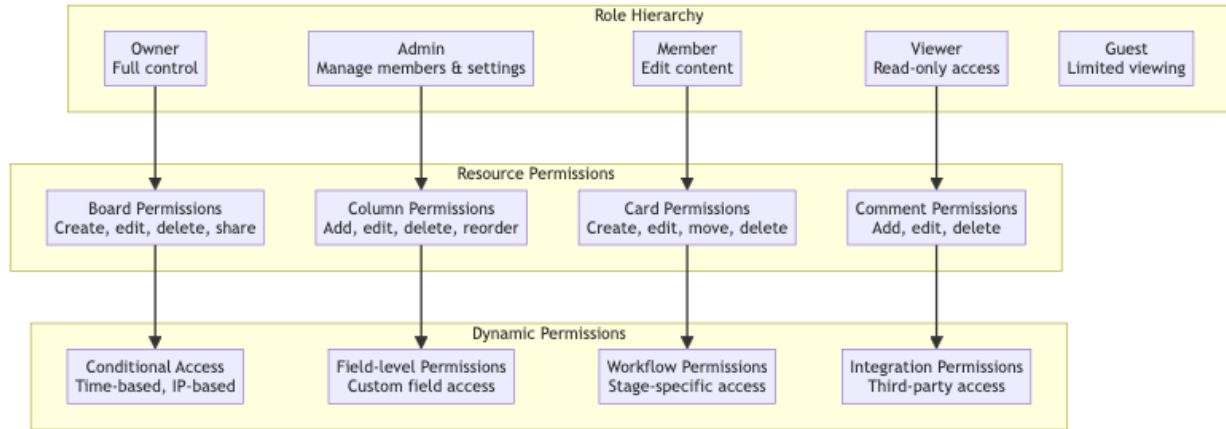 Role Hierarchy
Owner
Full control
Admin
Manage members & settings
Member
Edit content
Viewer
Read-only access
Guest
Limited viewing
Resource Permissions
Board Permissions
Create, edit, delete, share
Column Permissions
Add, edit, delete, reorder
Card Permissions
Create, edit, move, delete
Comment Permissions
Add, edit, delete
Dynamic Permissions
Conditional Access
Time-based, IP-based
Field-level Permissions
Custom field access
Workflow Permissions
Stage-specific access
Integration Permissions
Third-party access